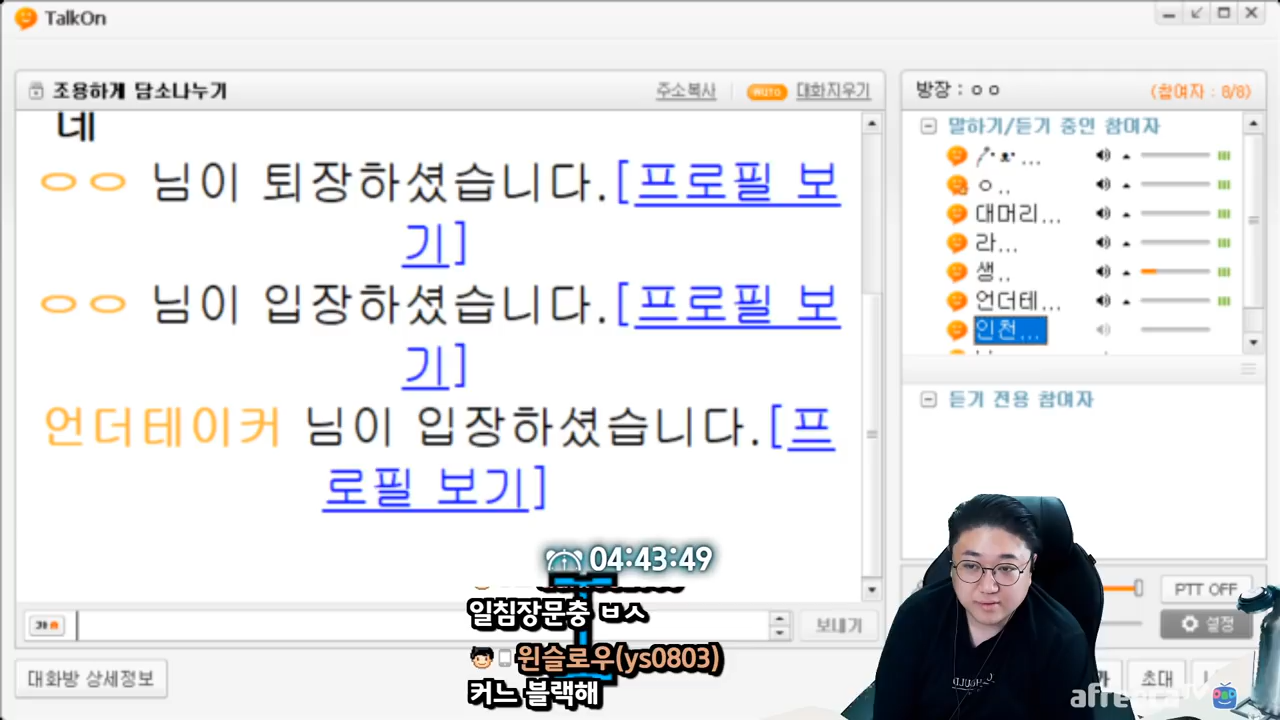 TalkOn
조용하게 담소나누기
주소복사
AUTO
대화지우기
네
ㅇㅇ 님이 퇴장하셨습니다.[프로필 보
기]
ㅇㅇ 님이 입장하셨습니다.[프로필 보
기]
언더테이커 님이 입장하셨습니다.[프
로필 보기]
방장 : ㅇㅇ
(참여자 : 8/8)
말하기/듣기 중인 참여자
ㅇ..
대머리...
라...
생..
언더테...
인천...
듣기 전용 참여자
04:43:49
일침장문충 ㅂㅅ
윈슬로우(ys0803)
커느 블랙해
보내기
대화방 상세정보
PTT OFF
설정
초대